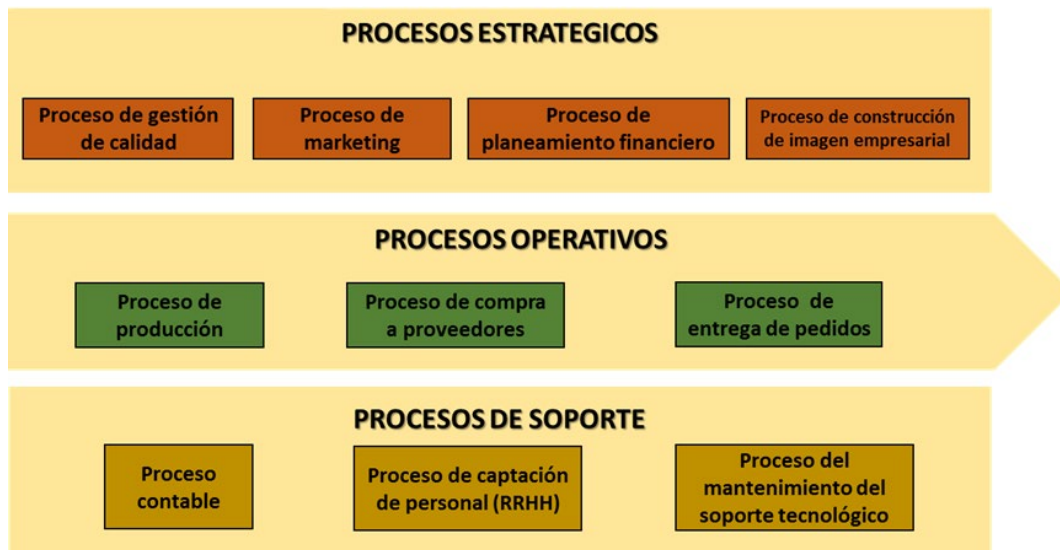 PROCESOS ESTRATEGICOS
Proceso de gestión
de calidad
Proceso de
marketing
Proceso de
planeamiento financiero
Proceso de construcción
de imagen empresarial
PROCESOS OPERATIVOS
Proceso de
producción
Proceso de compra
a proveedores
Proceso de
entrega de pedidos
PROCESOS DE SOPORTE
Proceso
contable
Proceso de captación
de personal (RRHH)
Proceso del
mantenimiento del
soporte tecnológico